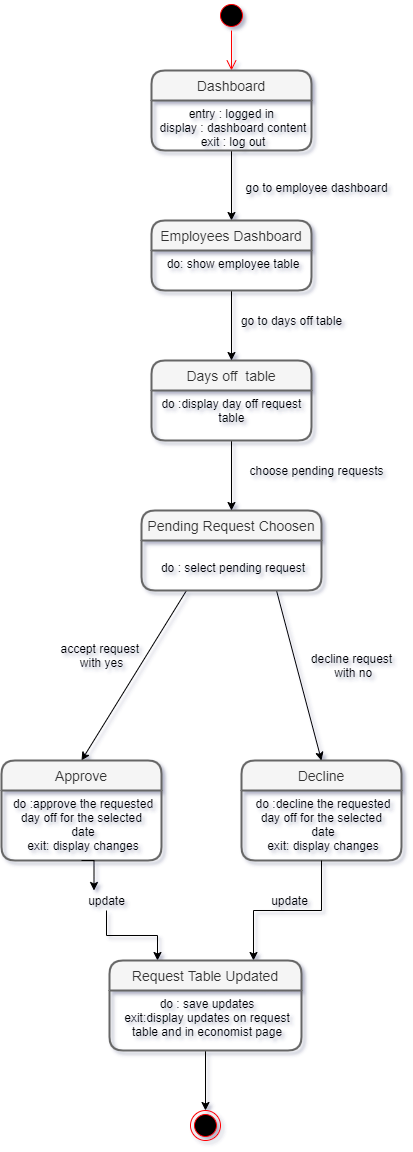 Dashboard
entry : logged in
display : dashboard content
exit : log out
go to employee dashboard
Employees Dashboard
do: show employee table
go to days off table
Days off  table
do :display day off request
table
choose pending requests
Pending Request Choosen
do : select pending request
accept request
with yes
decline request
with no
Approve
do :approve the requested
day off for the selected
date
exit: display changes
Decline
do :decline the requested
day off for the selected
date
exit: display changes
update
update
Request Table Updated
do : save updates
exit:display updates on request
table and in economist page